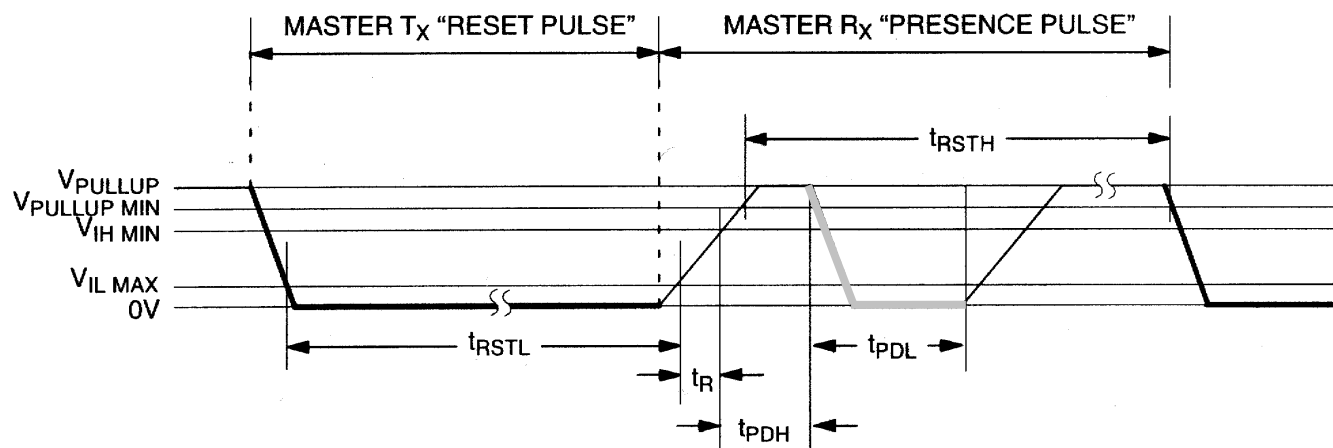 MASTER TX “RESET PULSE”
MASTER RX “PRESENCE PULSE”
tRSTH
VPULLUP
VPULLUP MIN
VIH MIN
VIL MAX
0V
tRSTL
tR
tPDL
tPDH